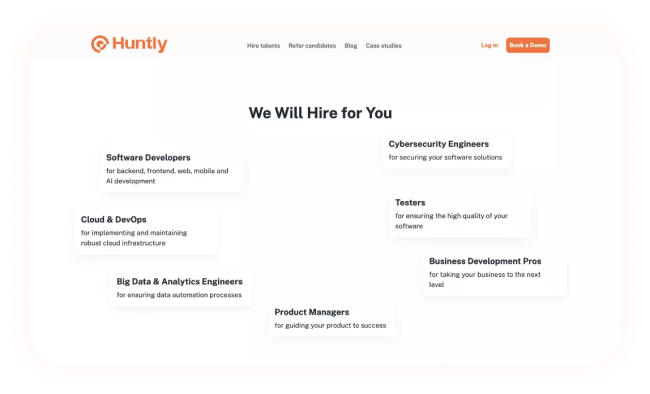 Huntly
Hire talents
Refer candidates
Blog
Case studies
Log in
Book a Demo
We Will Hire for You
Software Developers
for backend, frontend, web, mobile and
AI development
Cybersecurity Engineers
for securing your software solutions
Cloud & DevOps
for implementing and maintaining
robust cloud infrastructure
Testers
for ensuring the high quality of your
software
Big Data & Analytics Engineers
for ensuring data automation processes
Business Development Pros
for taking your business to the next
level
Product Managers
for guiding your product to success